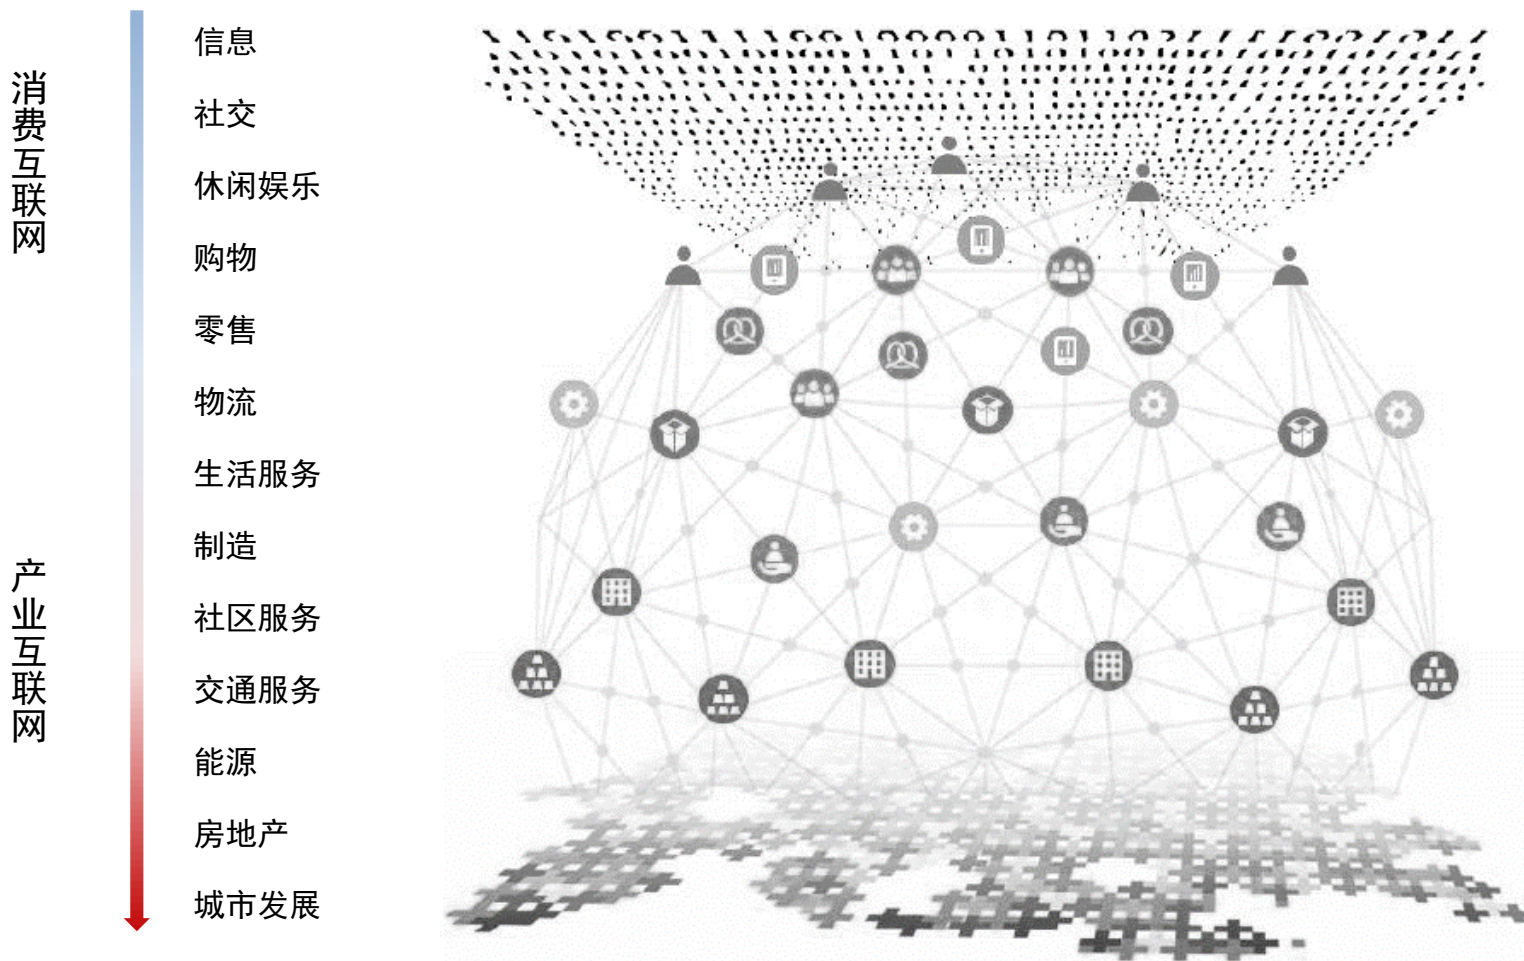 消费互联网
产业互联网
信息
社交
休闲娱乐
购物
零售
物流
生活服务
制造
社区服务
交通服务
能源
房地产
城市发展